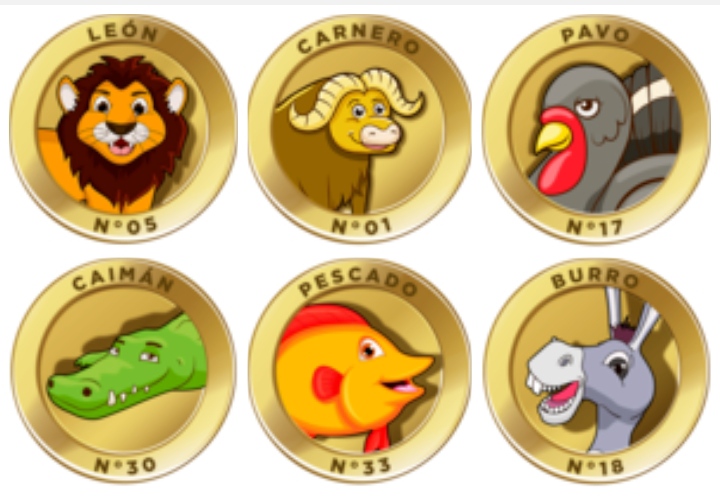 LEÓN
N°05
CARNERO
N°01
PAVO
N°17
CAIMÁN
N°30
PESCADO
N°33
BURRO
N°18